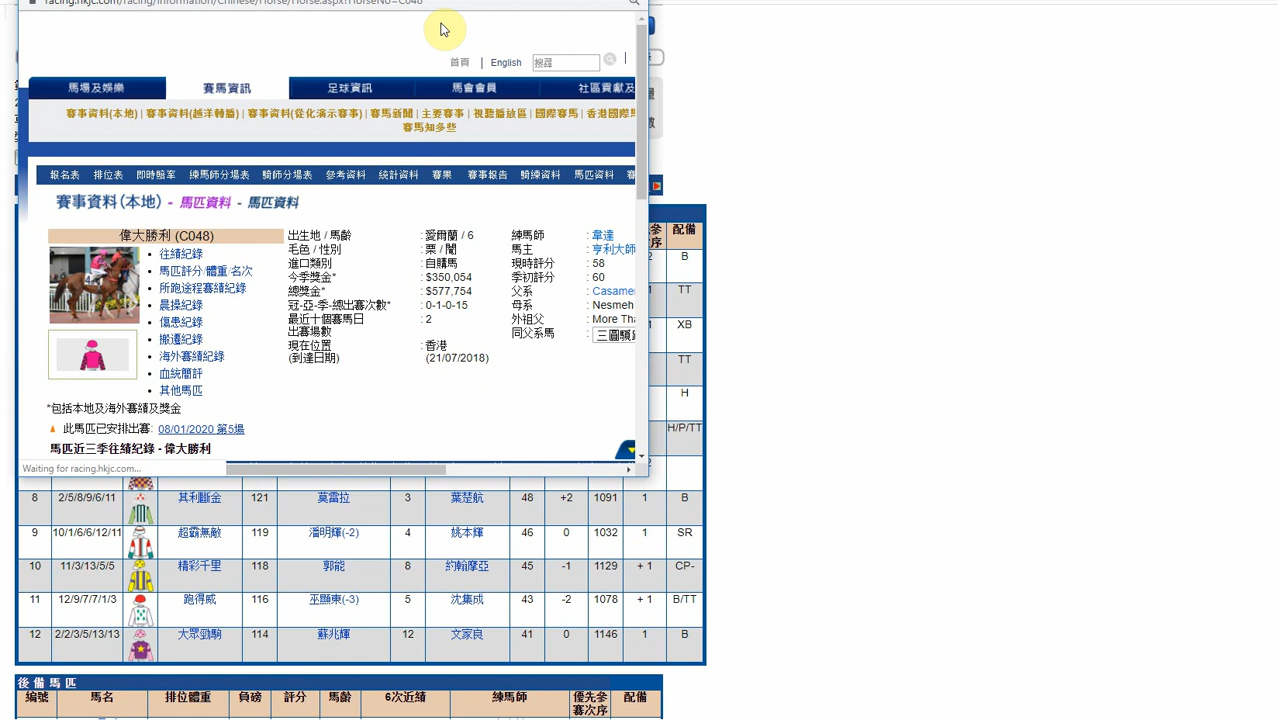 racing.hkjc.com/racing/information/Chinese/Horse/Horse.aspx?HorseNo=C048
首頁 | English 搜尋
馬場及娛樂 賽馬資訊 足球資訊 馬會會員 社區貢獻及
賽事資料(本地) | 賽事資料(越洋轉播) | 賽事資料(從化演示賽事) | 賽馬新聞 | 主要賽事 | 視聽播放區 | 國際賽馬 | 香港國際馬
賽馬知多些
報名表 排位表 即時賠率 練馬師分場表 騎師分場表 參考資料 統計資料 賽果 賽事報告 騎練資料 馬匹資料 賽
賽事資料(本地) - 馬匹資料 - 馬匹資料
偉大勝利 (C048)
往績紀錄
馬匹評分/體重/名次
所跑途程賽績紀錄
晨操紀錄
傷患紀錄
搬遷紀錄
海外賽績紀錄
血統簡評
其他馬匹
出生地 / 馬齡 : 愛爾蘭 / 6
毛色 / 性別 : 栗 / 閹
進口類別 : 自購馬
今季獎金* : $350,054
總獎金* : $577,754
冠-亞-季-總出賽次數* : 0-1-0-15
最近十個賽馬日 : 2
出賽場數
現在位置 : 香港
(到達日期) (21/07/2018)
練馬師 : 韋達
馬主 : 亨利大師
現時評分 : 58
季初評分 : 60
父系 : Casame
母系 : Nesmeh
外祖父 : More Tha
同父系馬 : 三圓
*包括本地及海外賽績及獎金
此馬匹已安排出賽: 08/01/2020 第5場
馬匹近三季往績紀錄 - 偉大勝利
Waiting for racing.hkjc.com...
參 配備
次序
2 B
1 TT
1 XB
TT
H
H/P/TT
2
8 2/5/8/9/6/11 其利斷金 121 莫雷拉 3 葉楚航 48 +2 1091 1 B
9 10/1/6/6/12/11 超霸無敵 119 潘明輝(-2) 4 姚本輝 46 0 1032 1 SR
10 11/3/13/5/5 精彩千里 118 郭能 8 約翰摩亞 45 -1 1129 + 1 CP-
11 12/9/7/7/1/3 跑得威 116 巫顯東(-3) 5 沈集成 43 -2 1078 + 1 B/TT
12 2/2/3/5/13/13 大眾勁駒 114 蘇兆輝 12 文家良 41 0 1146 1 B
後備馬匹
編號 馬名 排位體重 負磅 評分 馬齡 6次近績 練馬師 優先參 配備
賽次序